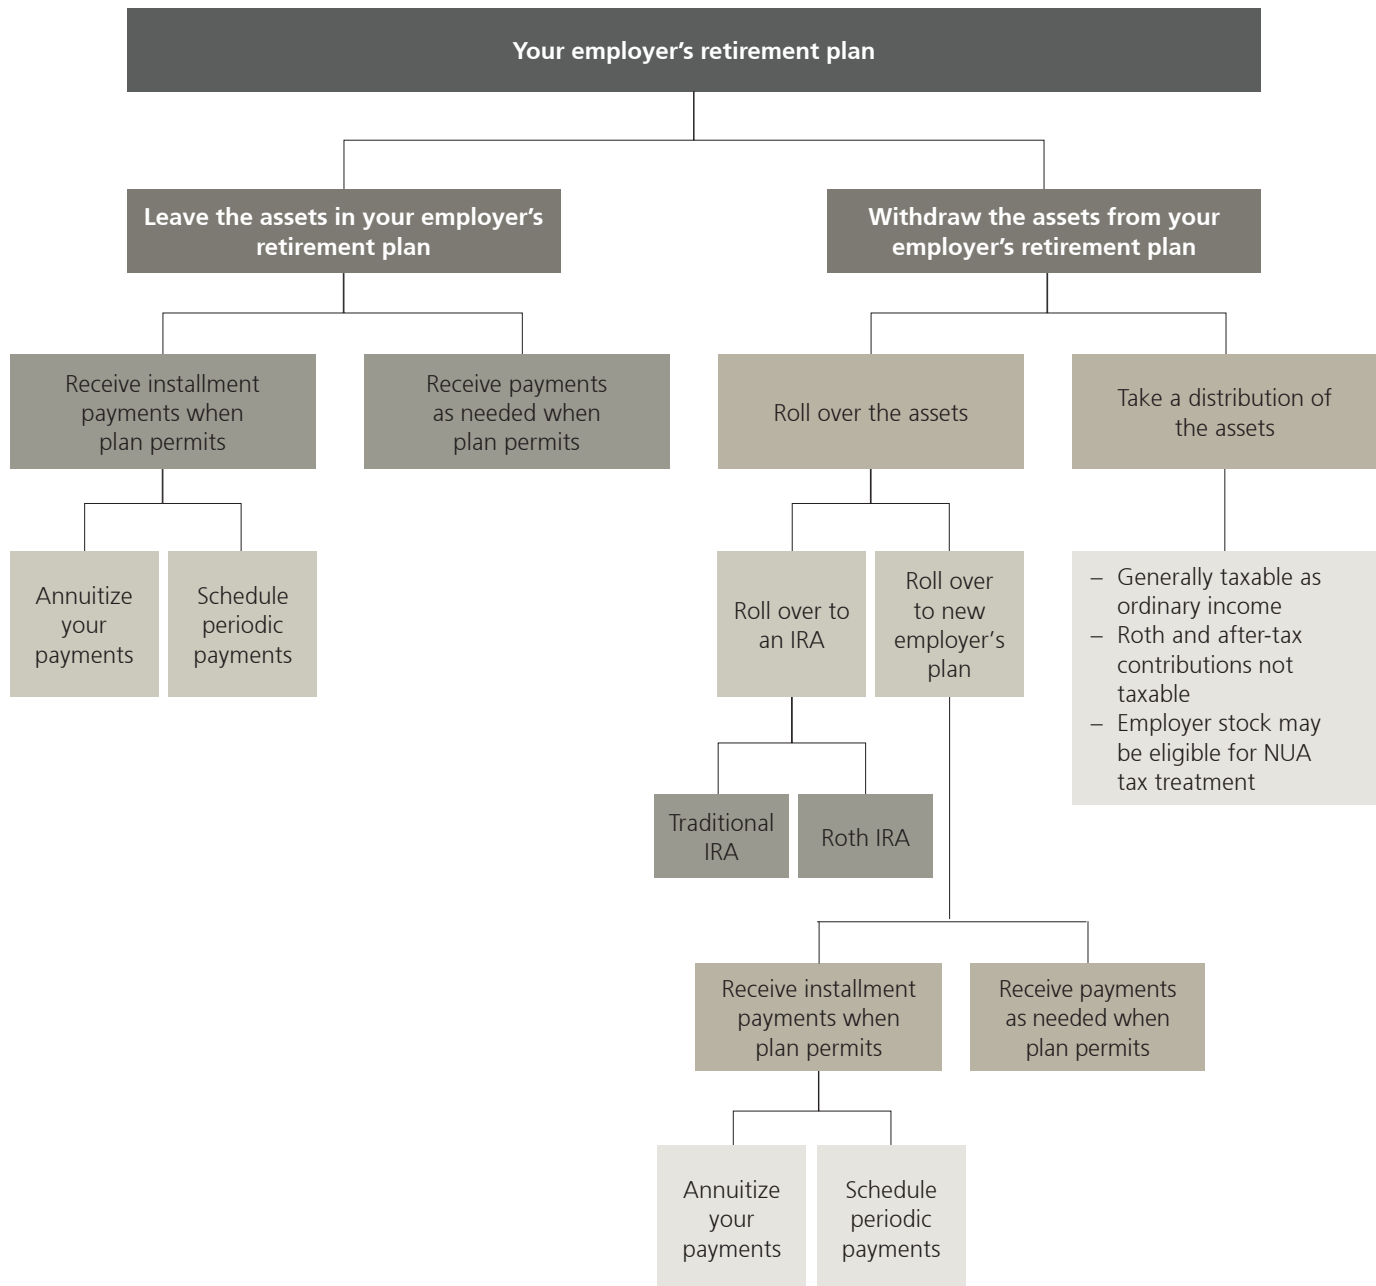 Your employer’s retirement plan
Leave the assets in your employer’s
retirement plan
Withdraw the assets from your
employer’s retirement plan
Receive installment
payments when
plan permits
Receive payments
as needed when
plan permits
Roll over the assets
Take a distribution of
the assets
Annuitize
your
payments
Schedule
periodic
payments
Roll over to
an IRA
Roll over
to new
employer’s
plan
– Generally taxable as
ordinary income
– Roth and after-tax
contributions not
taxable
– Employer stock may
be eligible for NUA
tax treatment
Traditional
IRA
Roth IRA
Receive installment
payments when
plan permits
Receive payments
as needed when
plan permits
Annuitize
your
payments
Schedule
periodic
payments